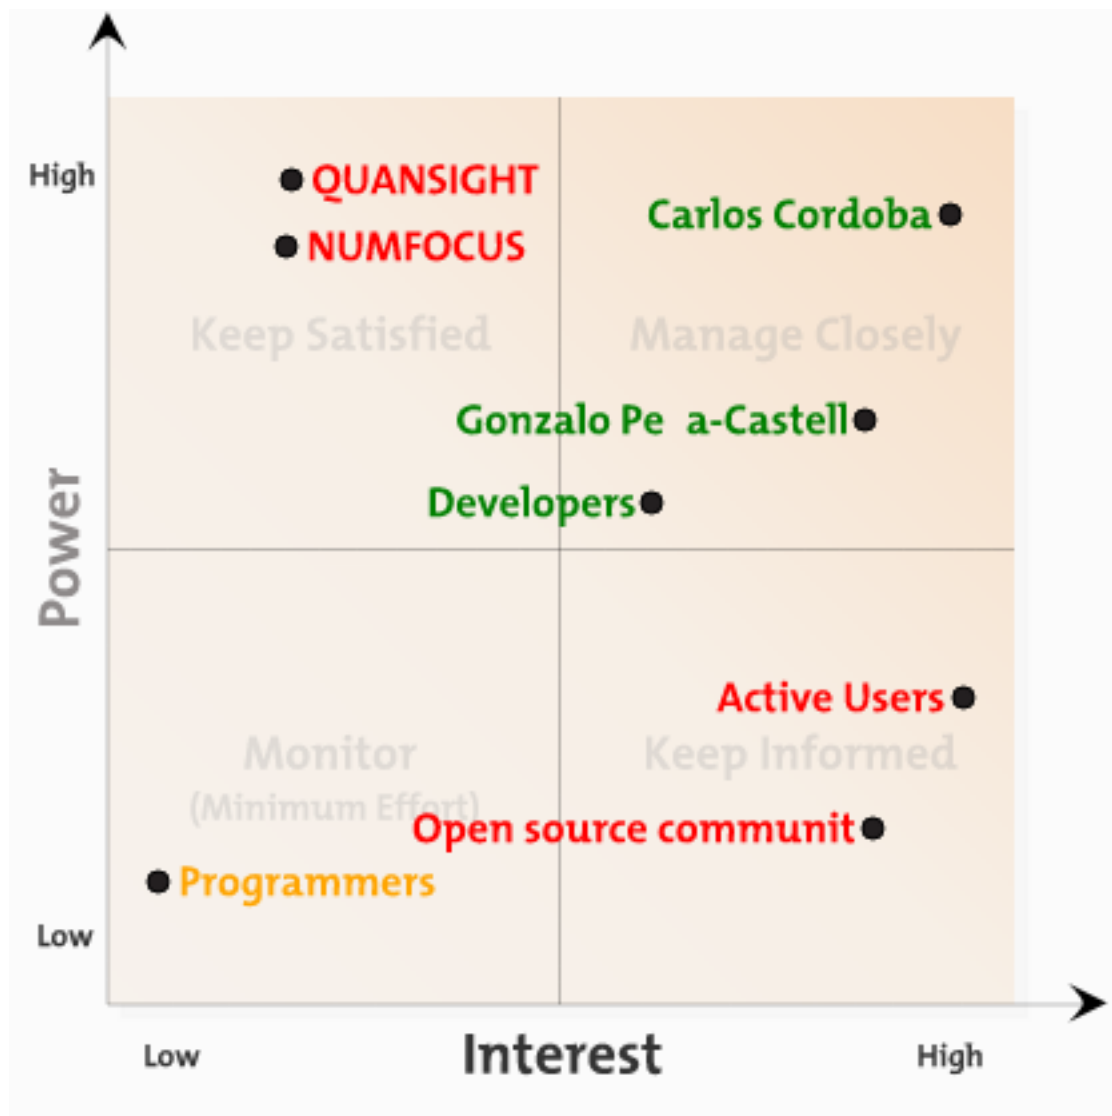 High
QUANSIGHT
Carlos Cordoba
NUMFOCUS
Keep Satisfied
Manage Closely
Gonzalo Pe  a-Castell
Developers
Power
Active Users
Monitor
(Minimum Effort)
Keep Informed
Open source communit
Programmers
Low
Low
Interest
High